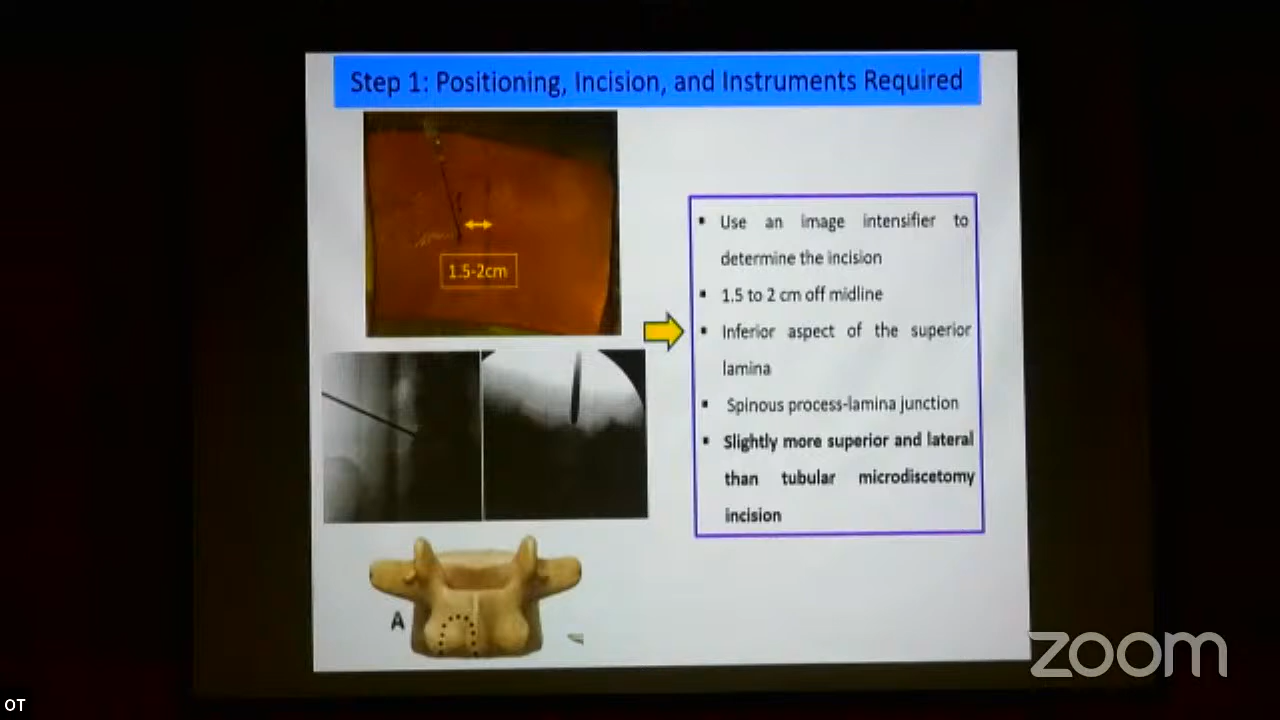 Step 1: Positioning, Incision, and Instruments Required
1.5-2cm
▪ Use an image intensifier to
determine the incision
▪ 1.5 to 2 cm off midline
▪ Inferior aspect of the superior
lamina
▪ Spinous process-lamina junction
▪ Slightly more superior and lateral
than tubular microdiscetomy
incision
A
zoom
OT